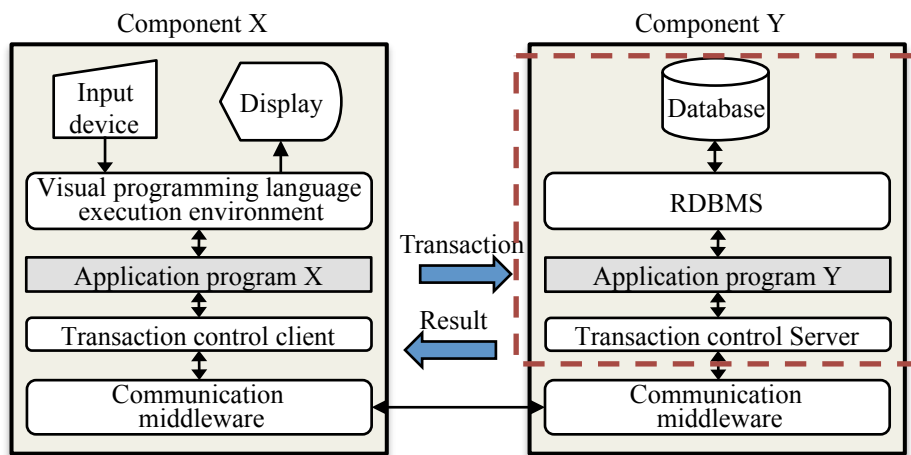 Component X
Input
device
Display
Visual programming language
execution environment
Application program X
Transaction control client
Communication
middleware
Transaction
Result
Component Y
Database
RDBMS
Application program Y
Transaction control Server
Communication
middleware